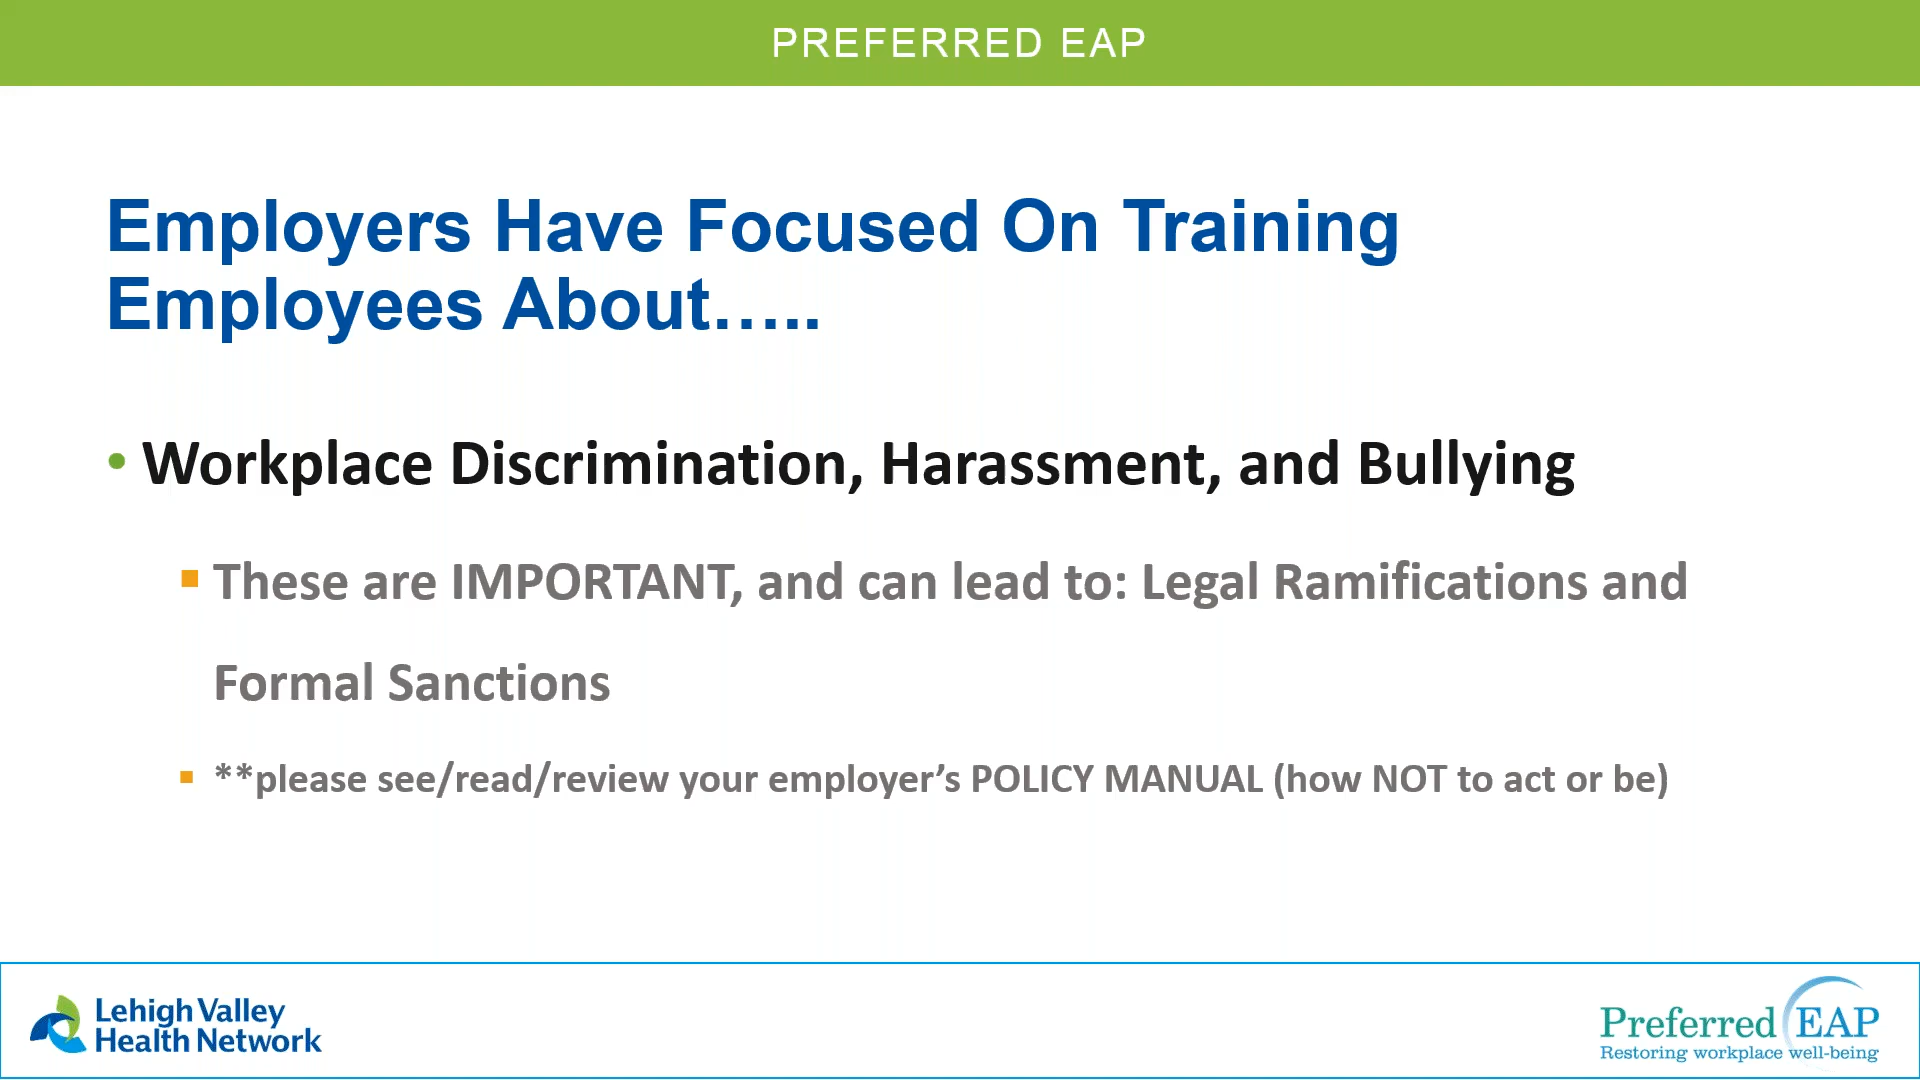 PREFERRED EAP
Employers Have Focused On Training
Employees About…..
• Workplace Discrimination, Harassment, and Bullying
▪ These are IMPORTANT, and can lead to: Legal Ramifications and
Formal Sanctions
▪ **please see/read/review your employer’s POLICY MANUAL (how NOT to act or be)
Lehigh Valley
Health Network
Preferred EAP
Restoring workplace well-being